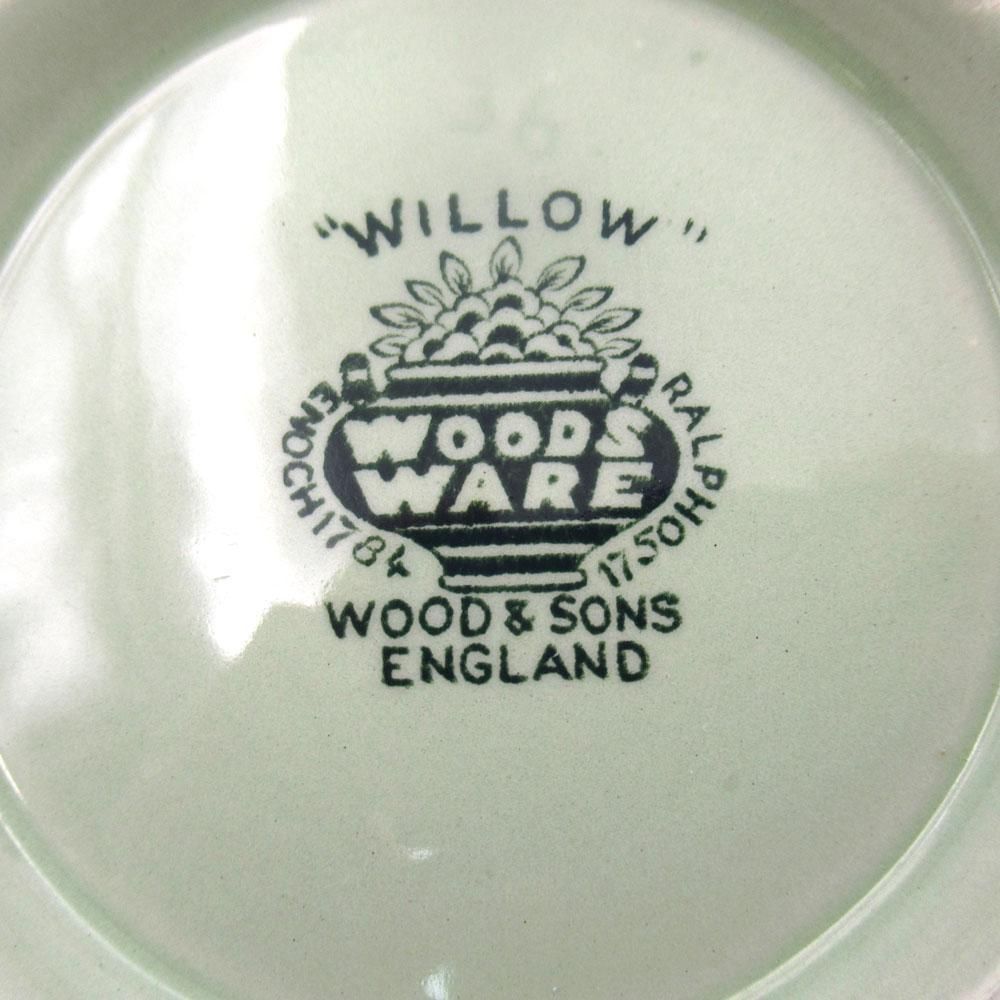 "WILLOW"
WOODS
WARE
ENOCH 1784
RALPH 1750
WOOD & SONS
ENGLAND